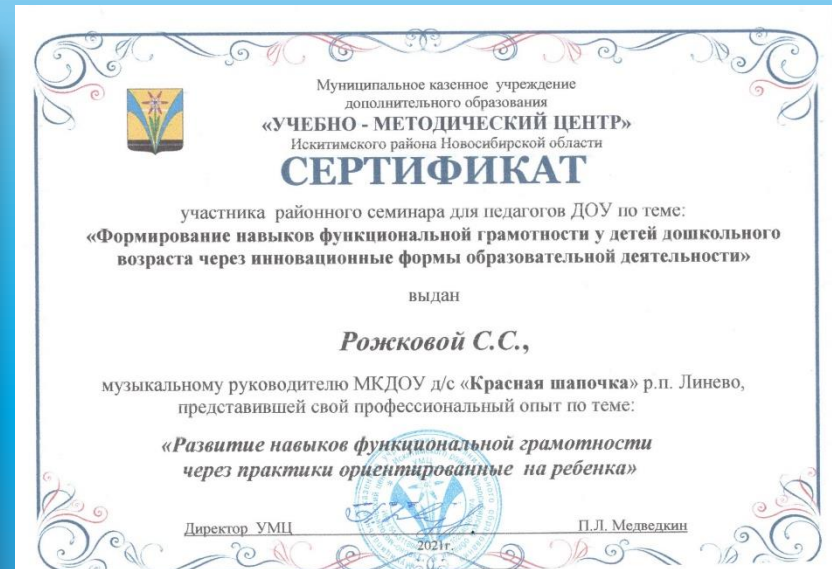 Муниципальное казенное учреждение
дополнительного образования
«УЧЕБНО - МЕТОДИЧЕСКИЙ ЦЕНТР»
Искитимского района Новосибирской области
СЕРТИФИКАТ
участника районного семинара для педагогов ДОУ по теме:
«Формирование навыков функциональной грамотности у детей дошкольного
возраста через инновационные формы образовательной деятельности»
выдан
Рожковой С.С.,
музыкальному руководителю МКДОУ д/с «Красная шапочка» р.п. Линево,
представившей свой профессиональный опыт по теме:
«Развитие навыков функциональной грамотности
через практики ориентированные на ребенка»
Директор УМЦ П.Л. Медведкин
2021г.